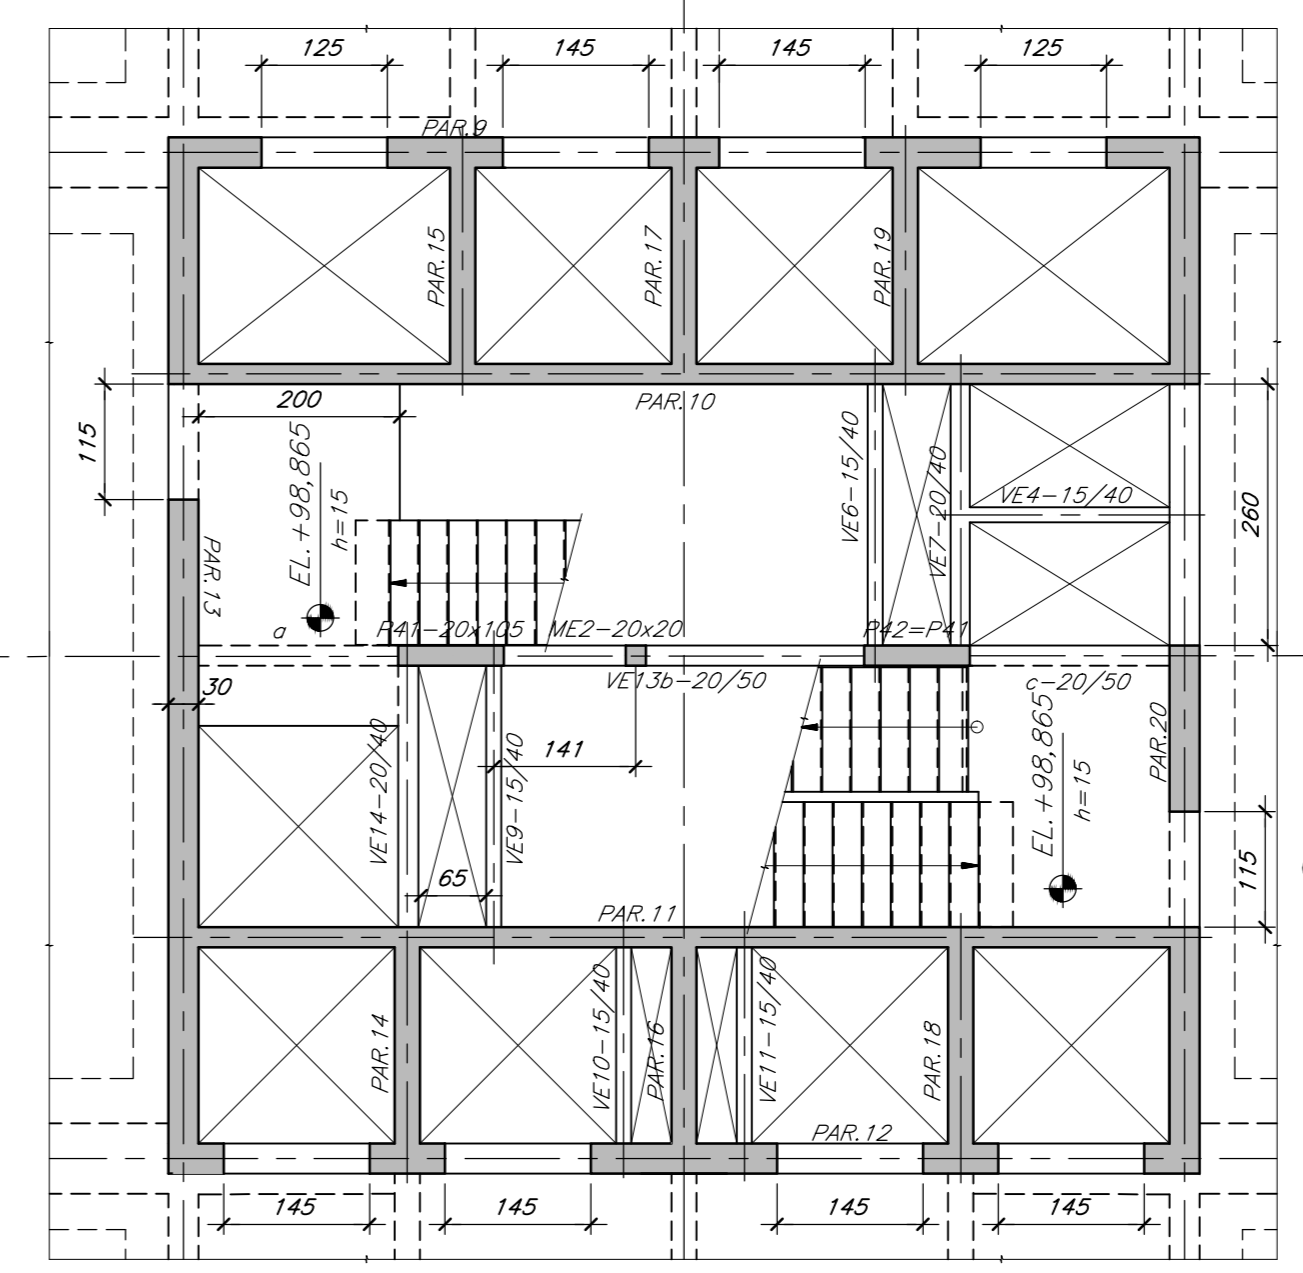 125
145
145
125
PAR.9
PAR.15
PAR.17
PAR.19
200
PAR.10
115
EL.+98,865
h=15
VE6-15/40
VE7-20/40
VE4-15/40
260
PAR.13
a
P41-20x105
ME2-20x20
P42=P41
30
VE13b-20/50
c-20/50
VE14-20/40
VE9-15/40
141
EL.+98,865
h=15
PAR.20
65
115
PAR.11
PAR.14
VE10-15/40
PAR.16
VE11-15/40
PAR.18
PAR.12
145
145
145
145